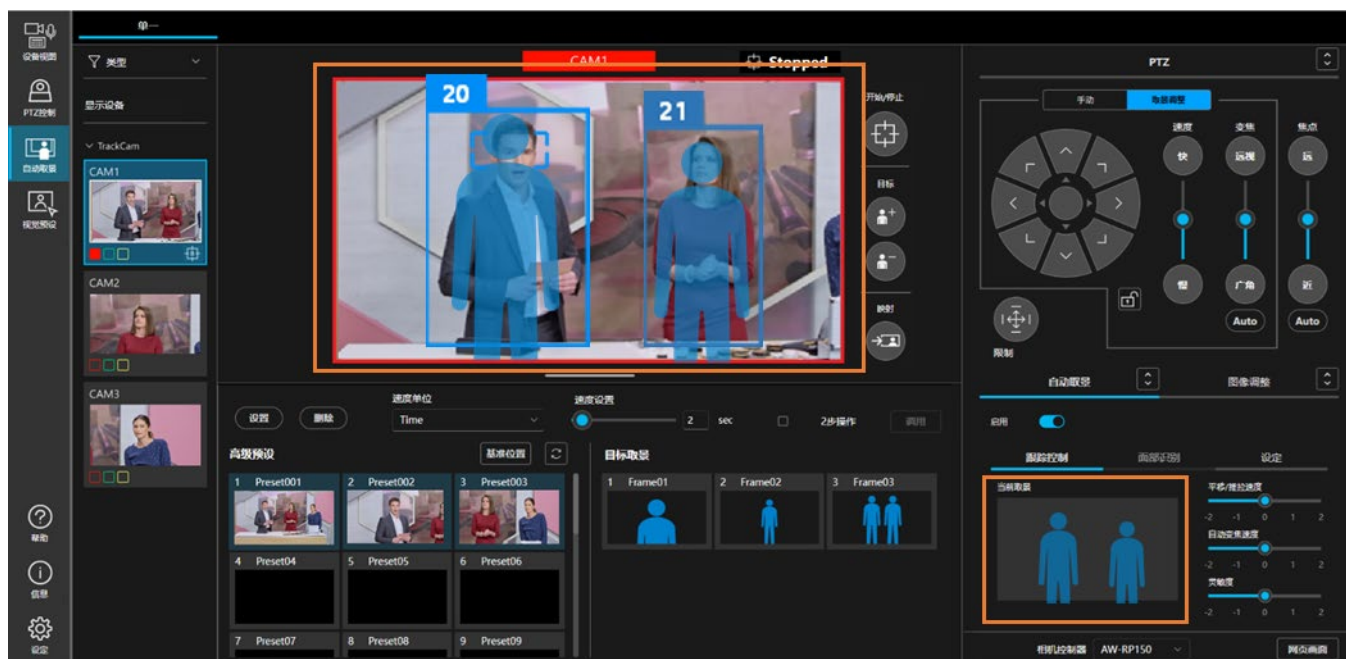 单一
设备视图
PTZ控制
自动取景
视觉预设
帮助
信息
设定
类型
显示设备
TrackCam
CAM1
CAM2
CAM3
CAM1
Stopped
20
21
开始/停止
目标
映射
设置
删除
速度单位
Time
速度设置
2 sec
2步操作
调用
高级预设
基准位置
1 Preset001
2 Preset002
3 Preset003
4 Preset04
5 Preset05
6 Preset06
7 Preset07
8 Preset08
9 Preset09
目标取景
1 Frame01
2 Frame02
3 Frame03
PTZ
手动
取景调整
速度
变焦
焦点
快
远视
远
慢
广角
近
Auto
Auto
限制
自动取景
图像调整
启用
跟踪控制
面部识别
设定
当前取景
平移/推拉速度
-2 -1 0 1 2
自动变焦速度
-2 -1 0 1 2
灵敏度
-2 -1 0 1 2
相机控制器
AW-RP150
网页画面